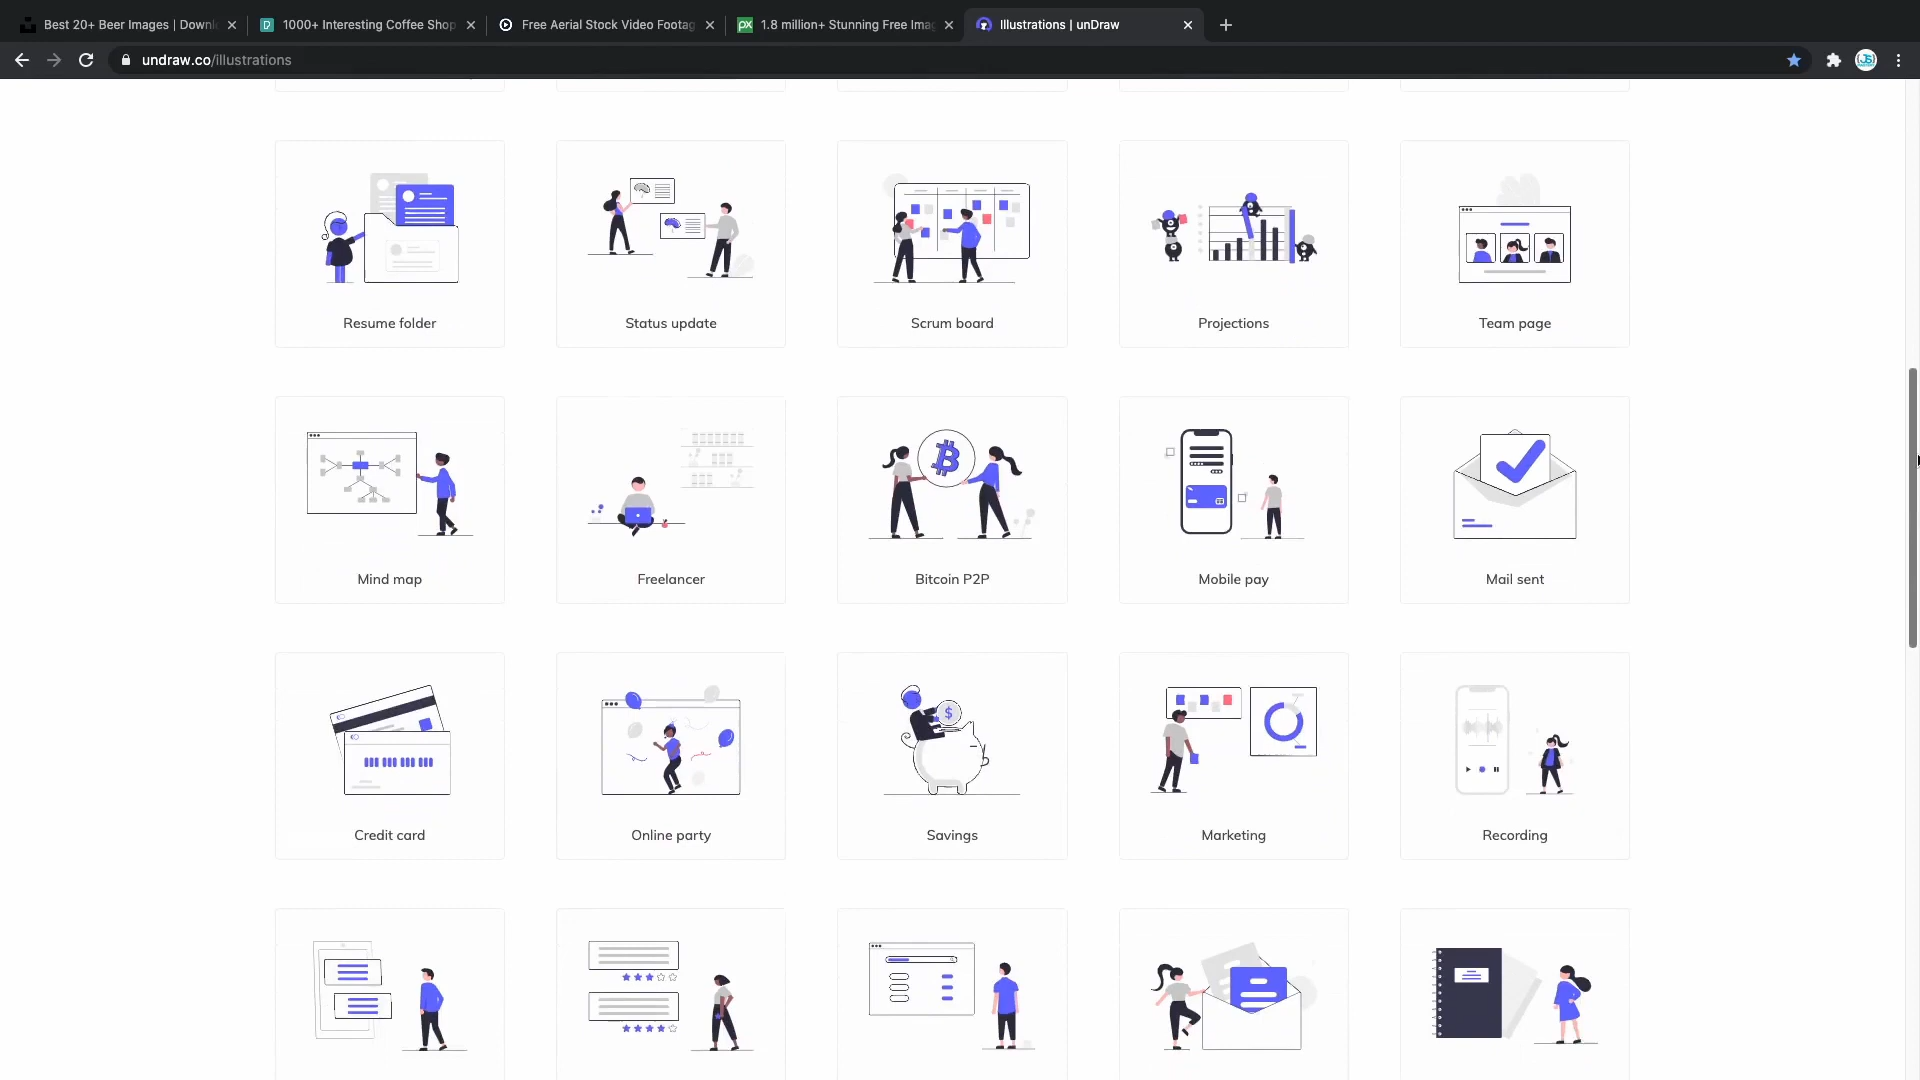 Best 20+ Beer Images | Downl
1000+ Interesting Coffee Shop
Free Aerial Stock Video Footag
1.8 million+ Stunning Free Imag
Illustrations | unDraw
undraw.co/illustrations
Resume folder
Status update
Scrum board
Projections
Team page
Mind map
Freelancer
Bitcoin P2P
Mobile pay
Mail sent
Credit card
Online party
Savings
Marketing
Recording